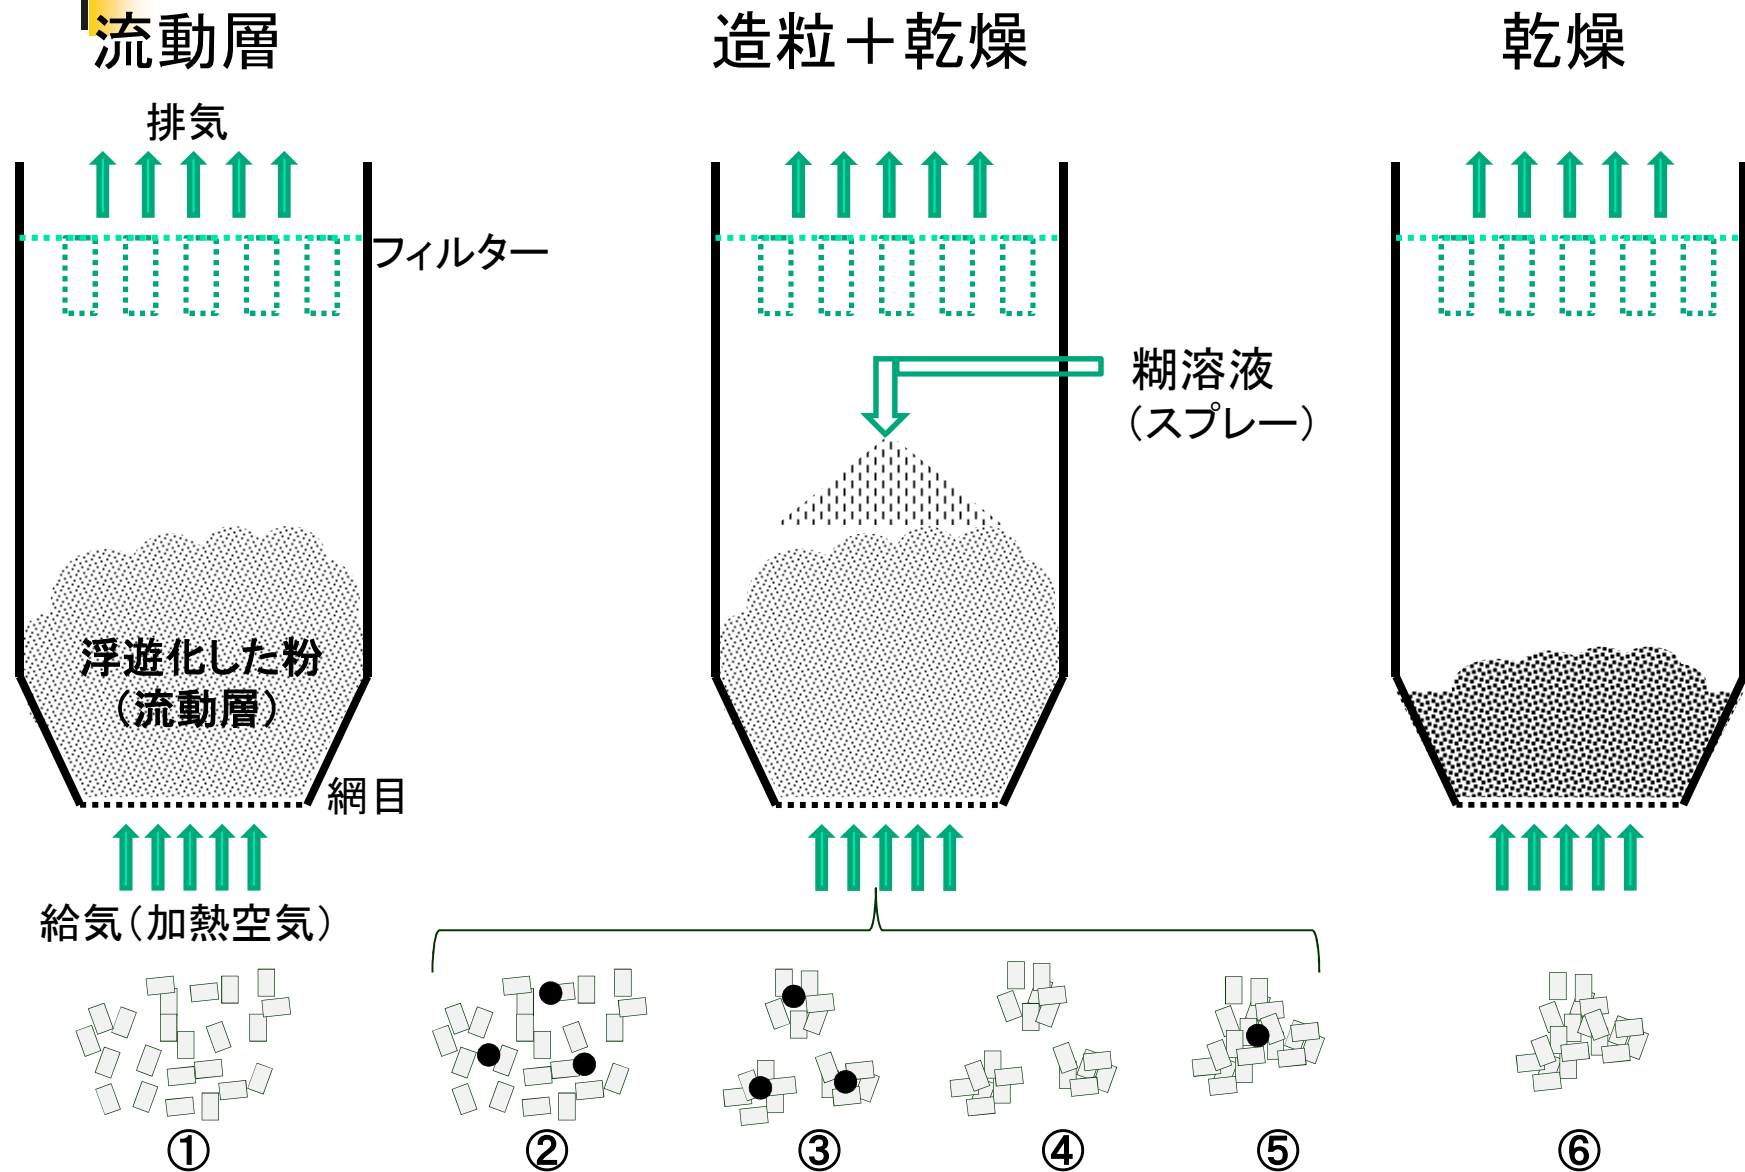 流動層
造粒＋乾燥
乾燥
排気
フィルター
糊溶液
（スプレー）
浮遊化した粉
（流動層）
網目
給気（加熱空気）
①
②
③
④
⑤
⑥